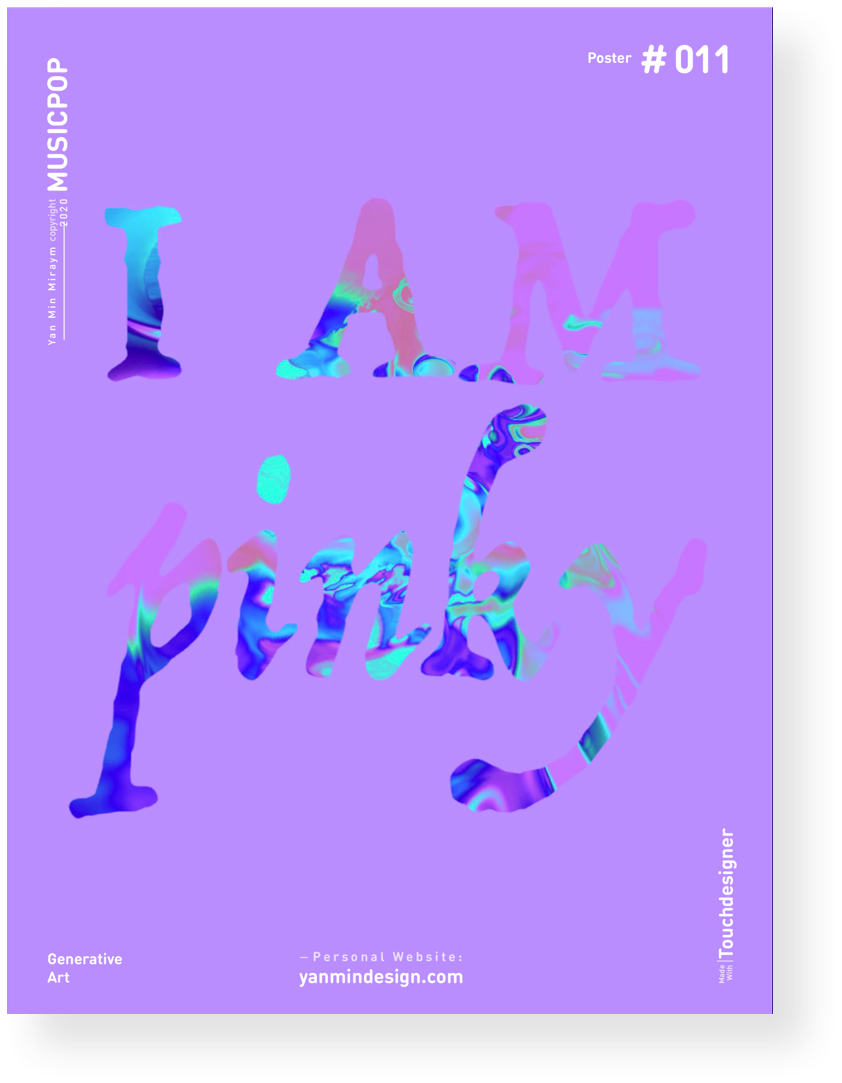 Poster # 011
MUSICPOP
Yan Min Miraym copyright
2020
I AM
pinky
Made
With
Touchdesigner
Generative
Art
– Personal Website:
yanmindesign.com